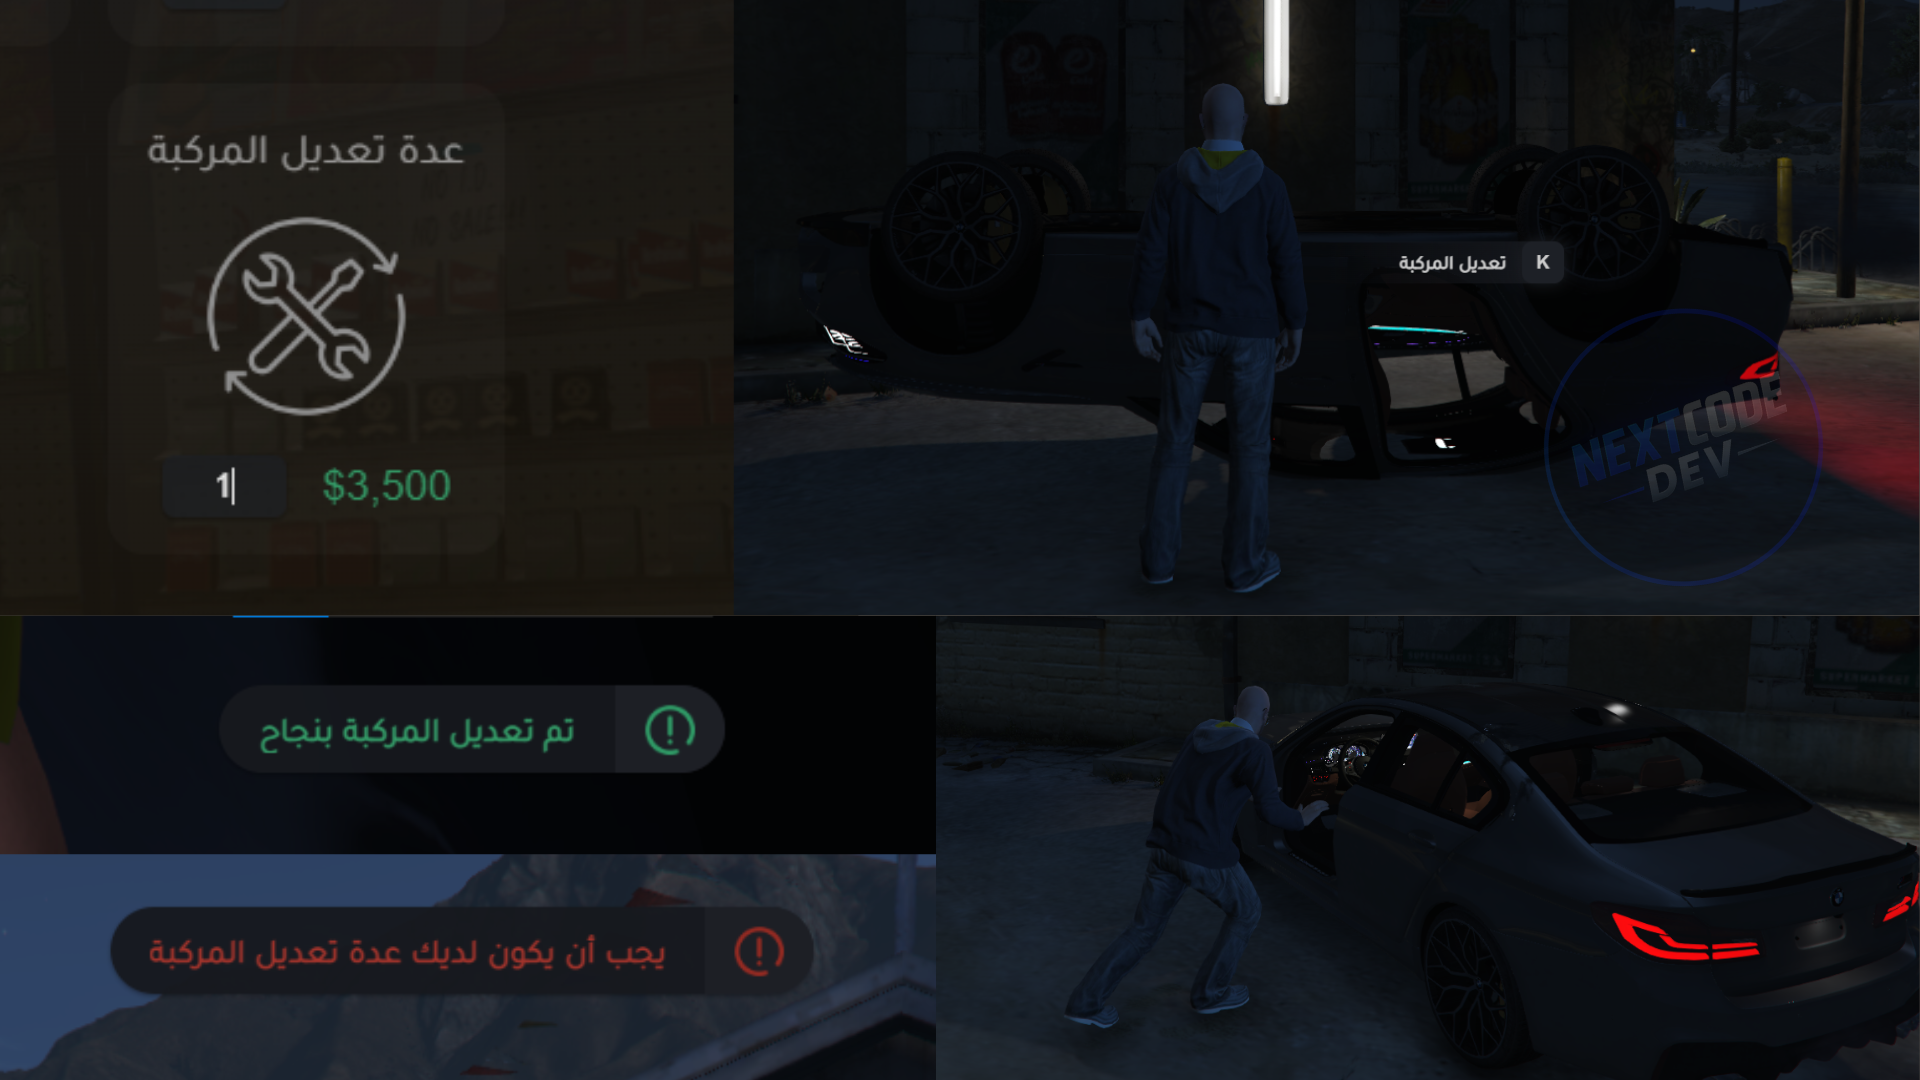 عدة تعديل المركبة
1
$3,500
تعديل المركبة K
NEXTCODE
DEV
تم تعديل المركبة بنجاح
يجب أن يكون لديك عدة تعديل المركبة